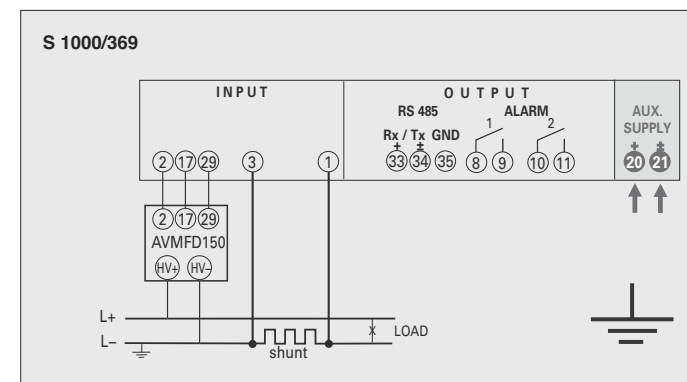 S 1000/369
INPUT
OUTPUT
RS 485
ALARM
AUX.
SUPPLY
1
2
Rx / Tx GND
+ ±
+ ±
2 17 29 3 1
33 34 35 8 9 10 11
20 21
2 17 29
AVMFD150
HV+ HV–
L+
L–
shunt
X LOAD